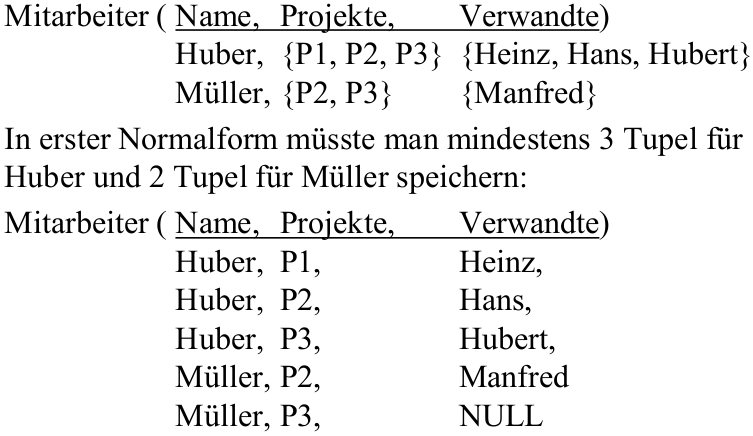 Mitarbeiter ( Name, Projekte, Verwandte)
Huber, {P1, P2, P3} {Heinz, Hans, Hubert}
Müller, {P2, P3} {Manfred}
In erster Normalform müsste man mindestens 3 Tupel für
Huber und 2 Tupel für Müller speichern:
Mitarbeiter ( Name, Projekte, Verwandte)
Huber, P1, Heinz,
Huber, P2, Hans,
Huber, P3, Hubert,
Müller, P2, Manfred
Müller, P3, NULL